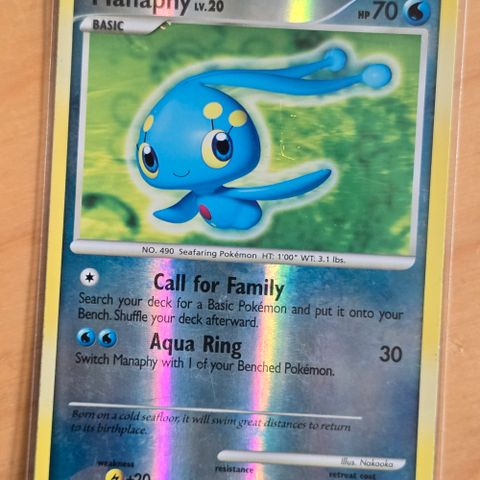 Manaphy LV.20 HP 70
BASIC
NO. 490 Seafaring Pokémon HT: 1'00" WT: 3.1 lbs.
Call for Family
Search your deck for a Basic Pokémon and put it onto your
Bench. Shuffle your deck afterward.
Aqua Ring 30
Switch Manaphy with 1 of your Benched Pokémon.
Born on a cold seafloor, it will swim great distances to return
to its birthplace.
Illus. Nakaoka
weakness resistance retreat cost
+20